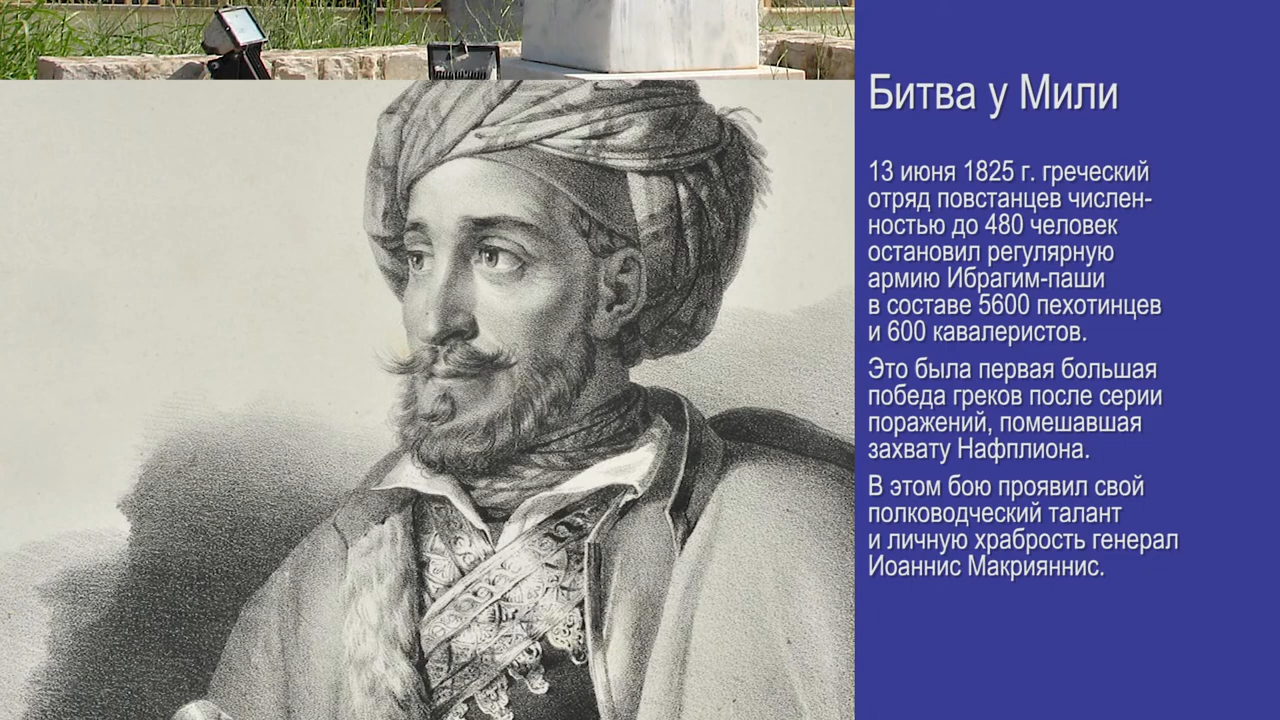 Битва у Мили
13 июня 1825 г. греческий
отряд повстанцев числен-
ностью до 480 человек
остановил регулярную
армию Ибрагим-паши
в составе 5600 пехотинцев
и 600 кавалеристов.
Это была первая большая
победа греков после серии
поражений, помешавшая
захвату Нафплиона.
В этом бою проявил свой
полководческий талант
и личную храбрость генерал
Иоаннис Макрияннис.